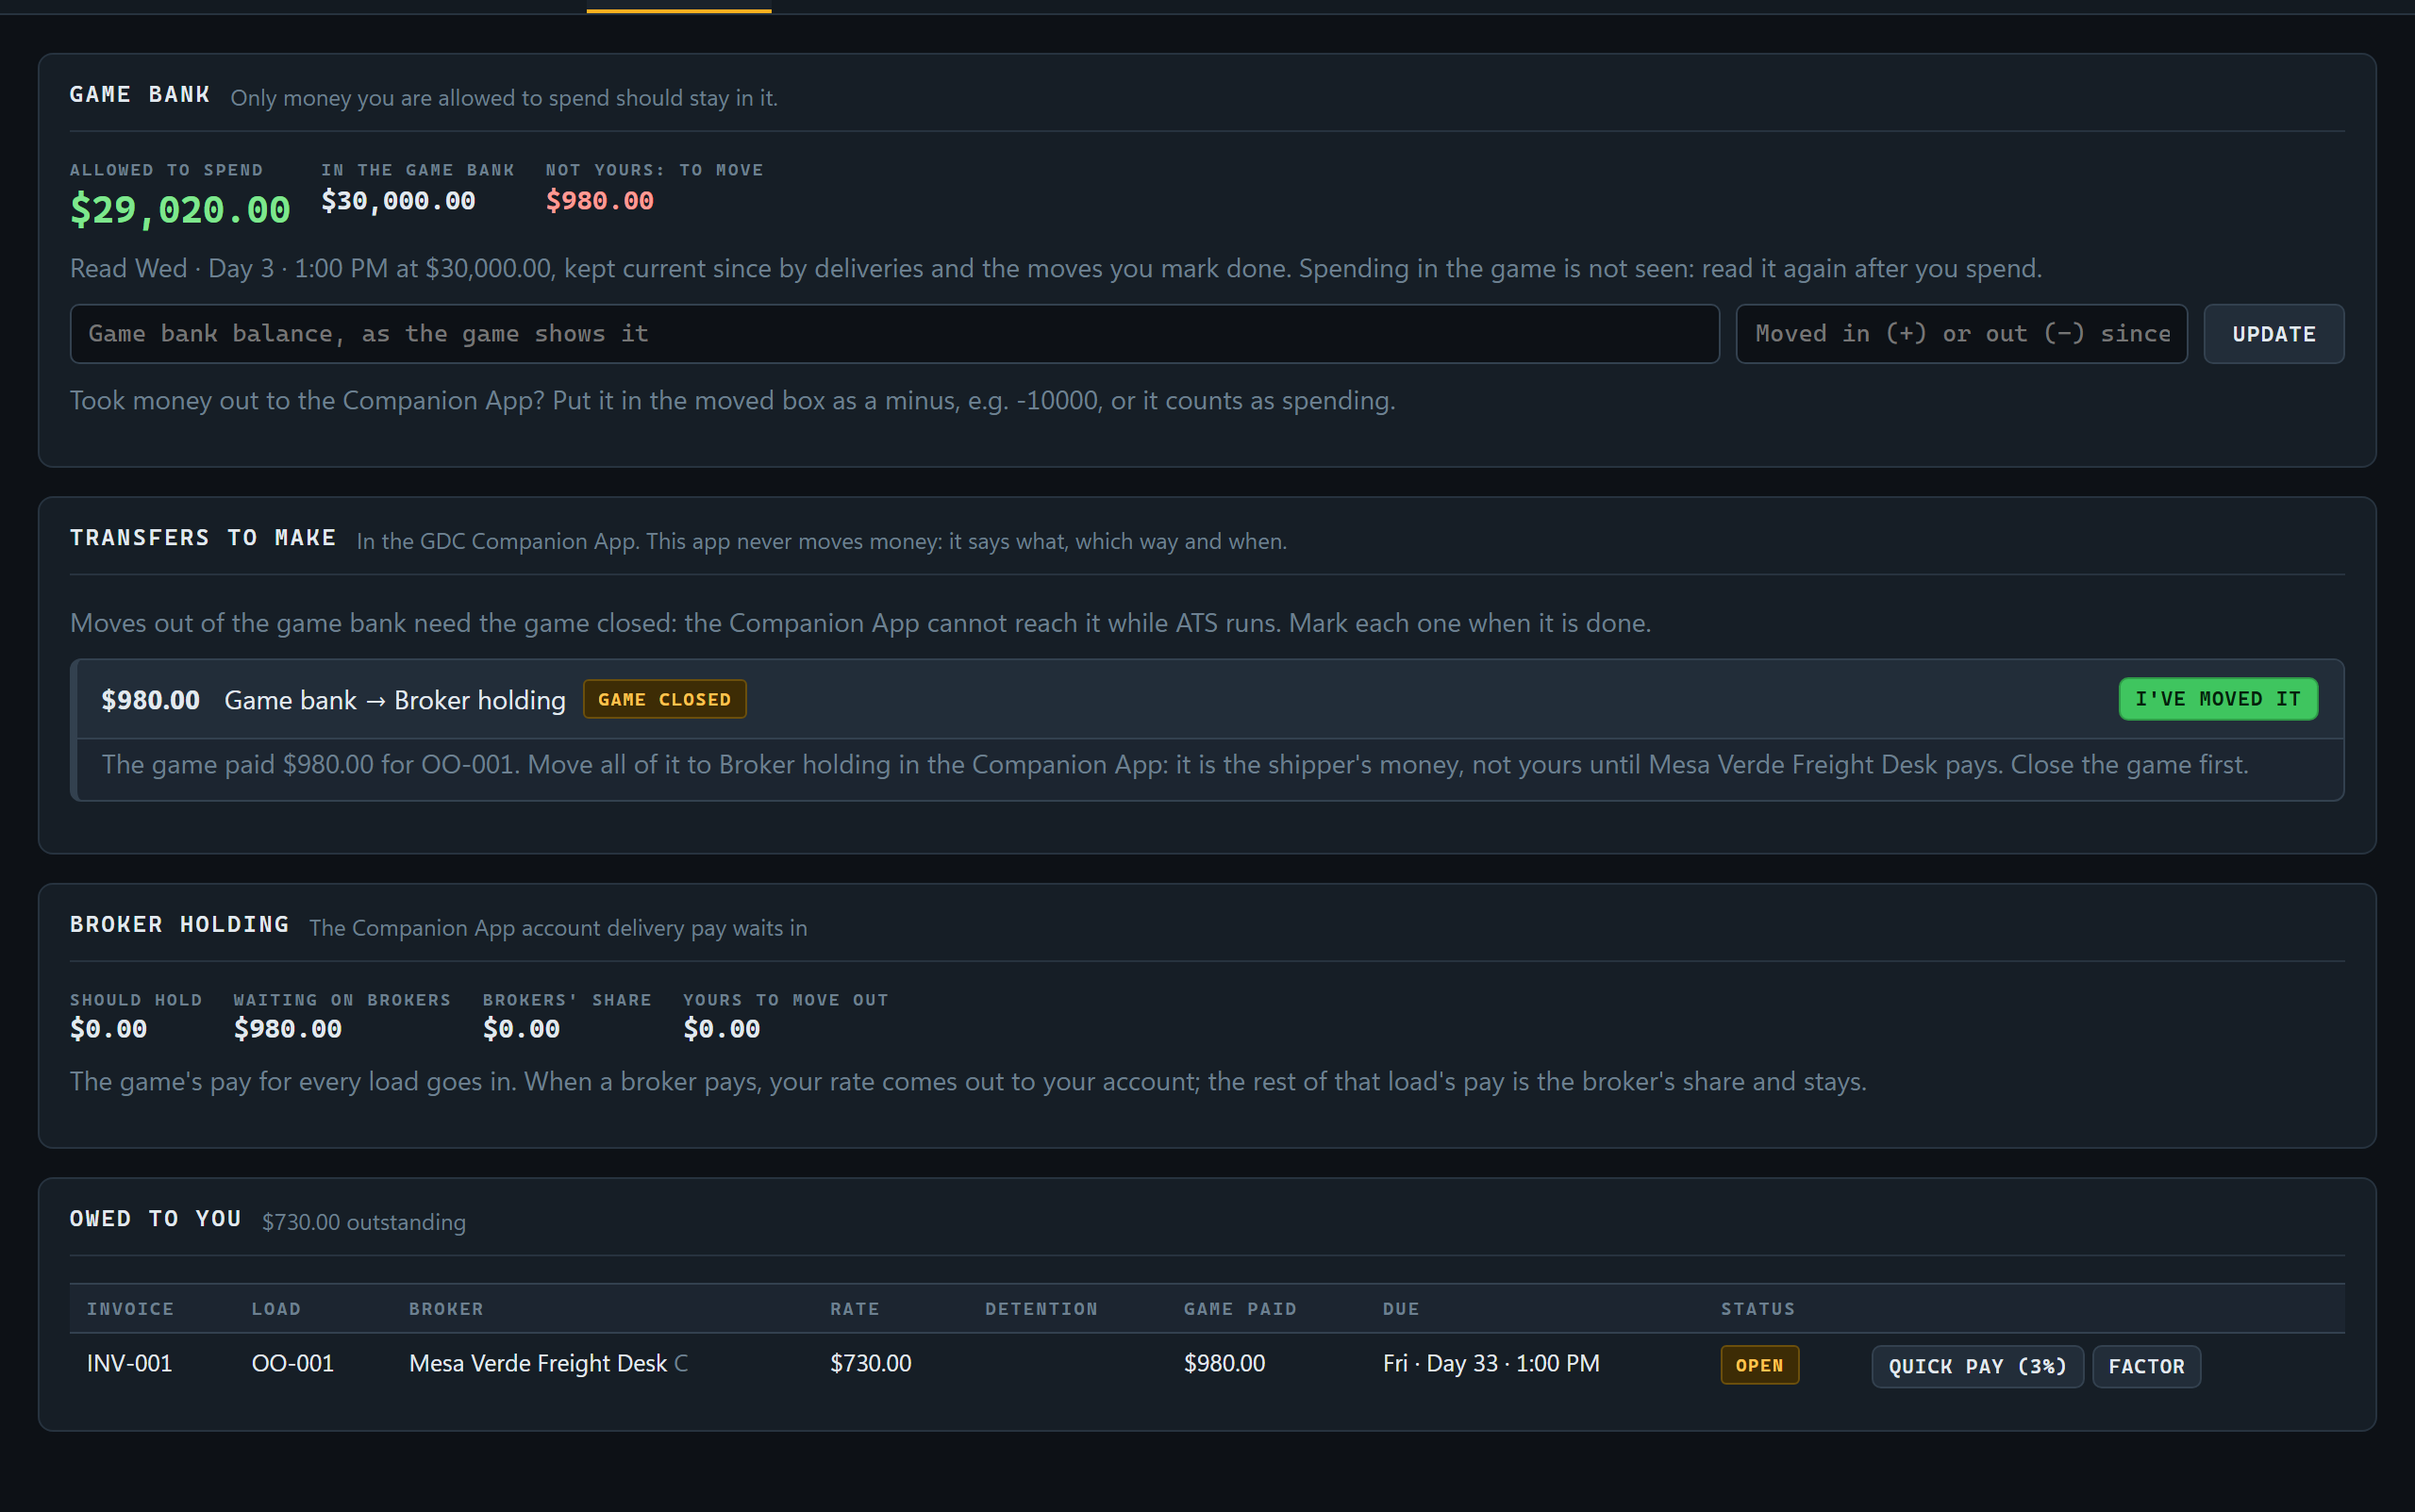 GAME BANK Only money you are allowed to spend should stay in it.
ALLOWED TO SPEND IN THE GAME BANK NOT YOURS: TO MOVE
$29,020.00 $30,000.00 $980.00
Read Wed · Day 3 · 1:00 PM at $30,000.00, kept current since by deliveries and the moves you mark done. Spending in the game is not seen: read it again after you spend.
Game bank balance, as the game shows it Moved in (+) or out (−) since UPDATE
Took money out to the Companion App? Put it in the moved box as a minus, e.g. -10000, or it counts as spending.
TRANSFERS TO MAKE In the GDC Companion App. This app never moves money: it says what, which way and when.
Moves out of the game bank need the game closed: the Companion App cannot reach it while ATS runs. Mark each one when it is done.
$980.00 Game bank → Broker holding GAME CLOSED I'VE MOVED IT
The game paid $980.00 for OO-001. Move all of it to Broker holding in the Companion App: it is the shipper's money, not yours until Mesa Verde Freight Desk pays. Close the game first.
BROKER HOLDING The Companion App account delivery pay waits in
SHOULD HOLD WAITING ON BROKERS BROKERS' SHARE YOURS TO MOVE OUT
$0.00 $980.00 $0.00 $0.00
The game's pay for every load goes in. When a broker pays, your rate comes out to your account; the rest of that load's pay is the broker's share and stays.
OWED TO YOU $730.00 outstanding
INVOICE LOAD BROKER RATE DETENTION GAME PAID DUE STATUS
INV-001 OO-001 Mesa Verde Freight Desk C $730.00 $980.00 Fri · Day 33 · 1:00 PM OPEN QUICK PAY (3%) FACTOR